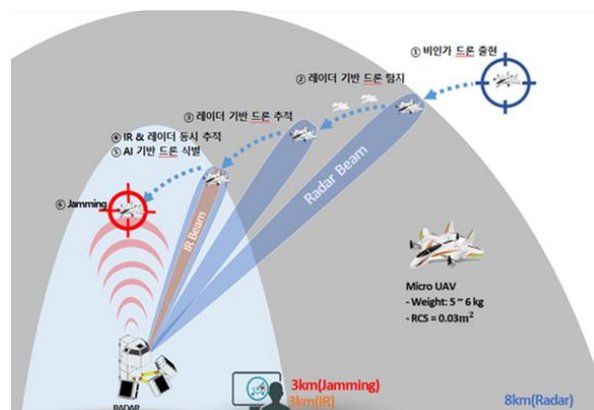 ① 비인가 드론 출현
② 레이더 기반 드론 탐지
③ 레이더 기반 드론 추적
④ IR & 레이더 동시 추적
⑤ AI 기반 드론 식별
⑥ Jamming
IR Beam
Radar Beam
Micro UAV
- Weight: 5 ~ 6 kg
- RCS = 0.03m²
RADAR
3km(Jamming)
3km(IR)
8km(Radar)